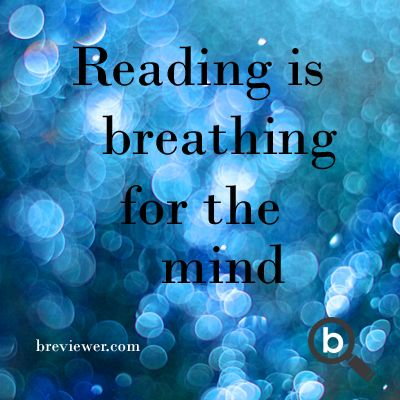 Reading is
breathing
for the
mind
breviewer.com
b